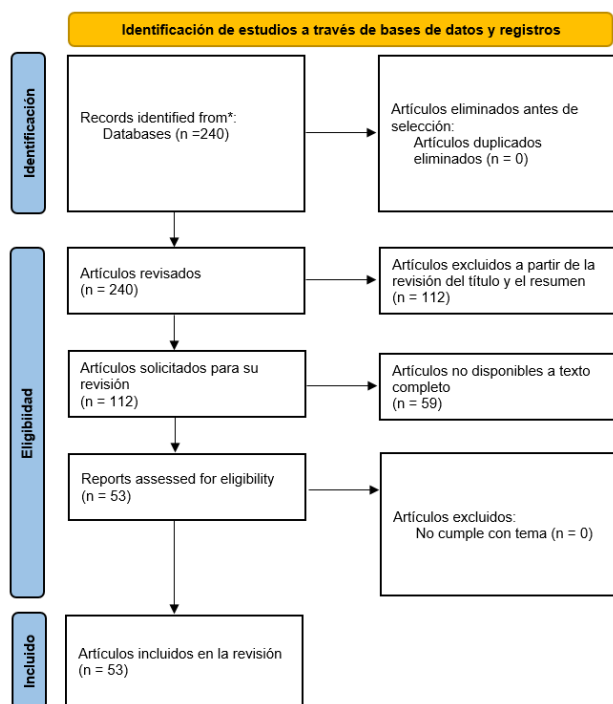 Identificación de estudios a través de bases de datos y registros
Identificación
Records identified from*:
Databases (n =240)
Artículos eliminados antes de
selección:
Artículos duplicados
eliminados (n = 0)
Eligibiidad
Artículos revisados
(n = 240)
Artículos excluidos a partir de la
revisión del título y el resumen
(n = 112)
Artículos solicitados para su
revisión
(n = 112)
Artículos no disponibles a texto
completo
(n = 59)
Reports assessed for eligibility
(n = 53)
Artículos excluidos:
No cumple con tema (n = 0)
Incluido
Artículos incluidos en la revisión
(n = 53)